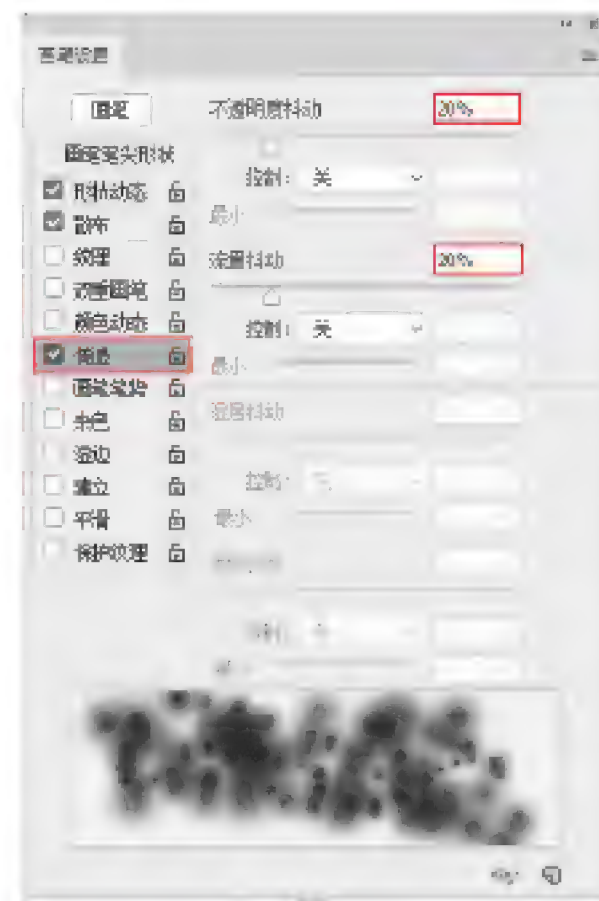 画笔设置
画笔
不透明度抖动 20%
画笔笔尖形状
控制： 关
形状动态
最小
散布
纹理
流量抖动 20%
双重画笔
颜色动态
控制： 关
传递
最小
画笔笔势
杂色
湿度抖动
湿边
控制：
建立
平滑
最小
保护纹理